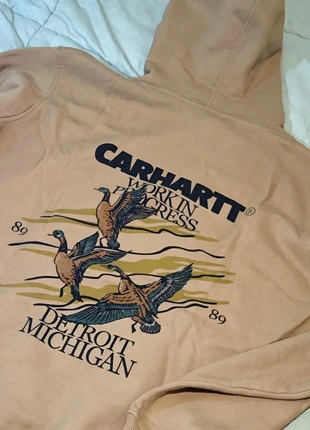 CARHARTT®
WORK IN
PROGRESS
89
89
DETROIT
MICHIGAN